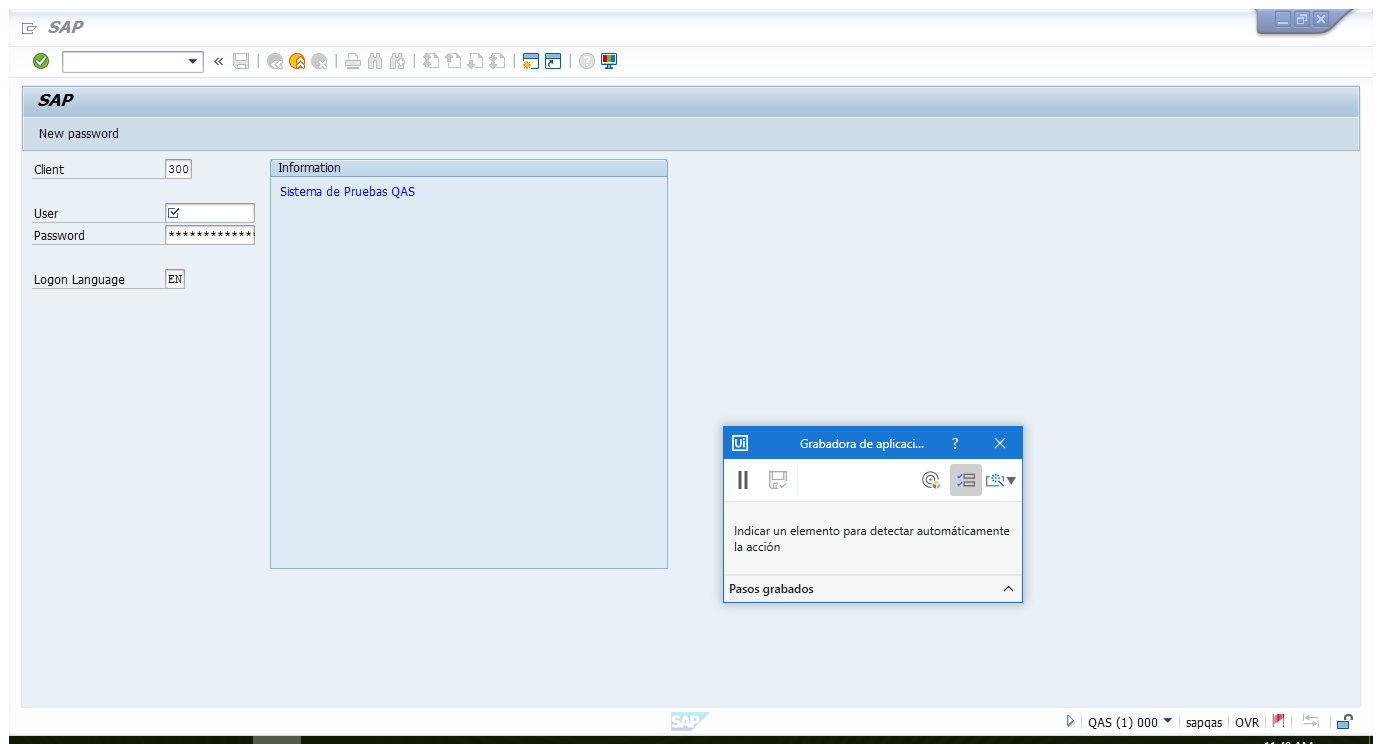 SAP
SAP
New password
Client 300
Information
Sistema de Pruebas QAS
User
Password *************
Logon Language EN
Ui Grabadora de aplicaci... ?
Indicar un elemento para detectar automáticamente
la acción
Pasos grabados
SAP
QAS (1) 000 sapqas OVR